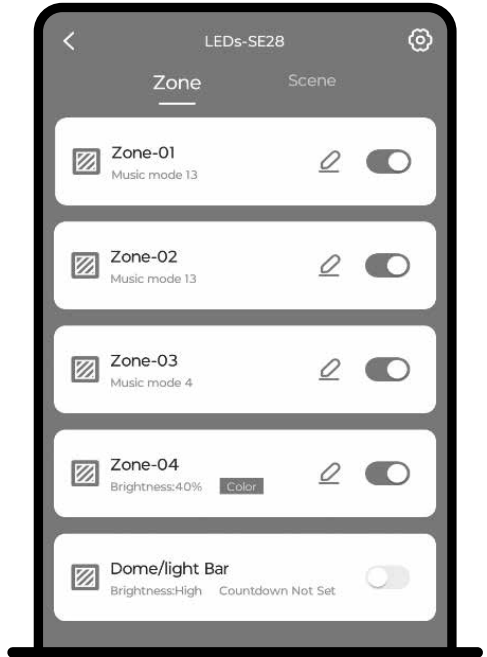 LEDs-SE28
Zone Scene
Zone-01
Music mode 13
Zone-02
Music mode 13
Zone-03
Music mode 4
Zone-04
Brightness:40% Color
Dome/light Bar
Brightness:High Countdown Not Set